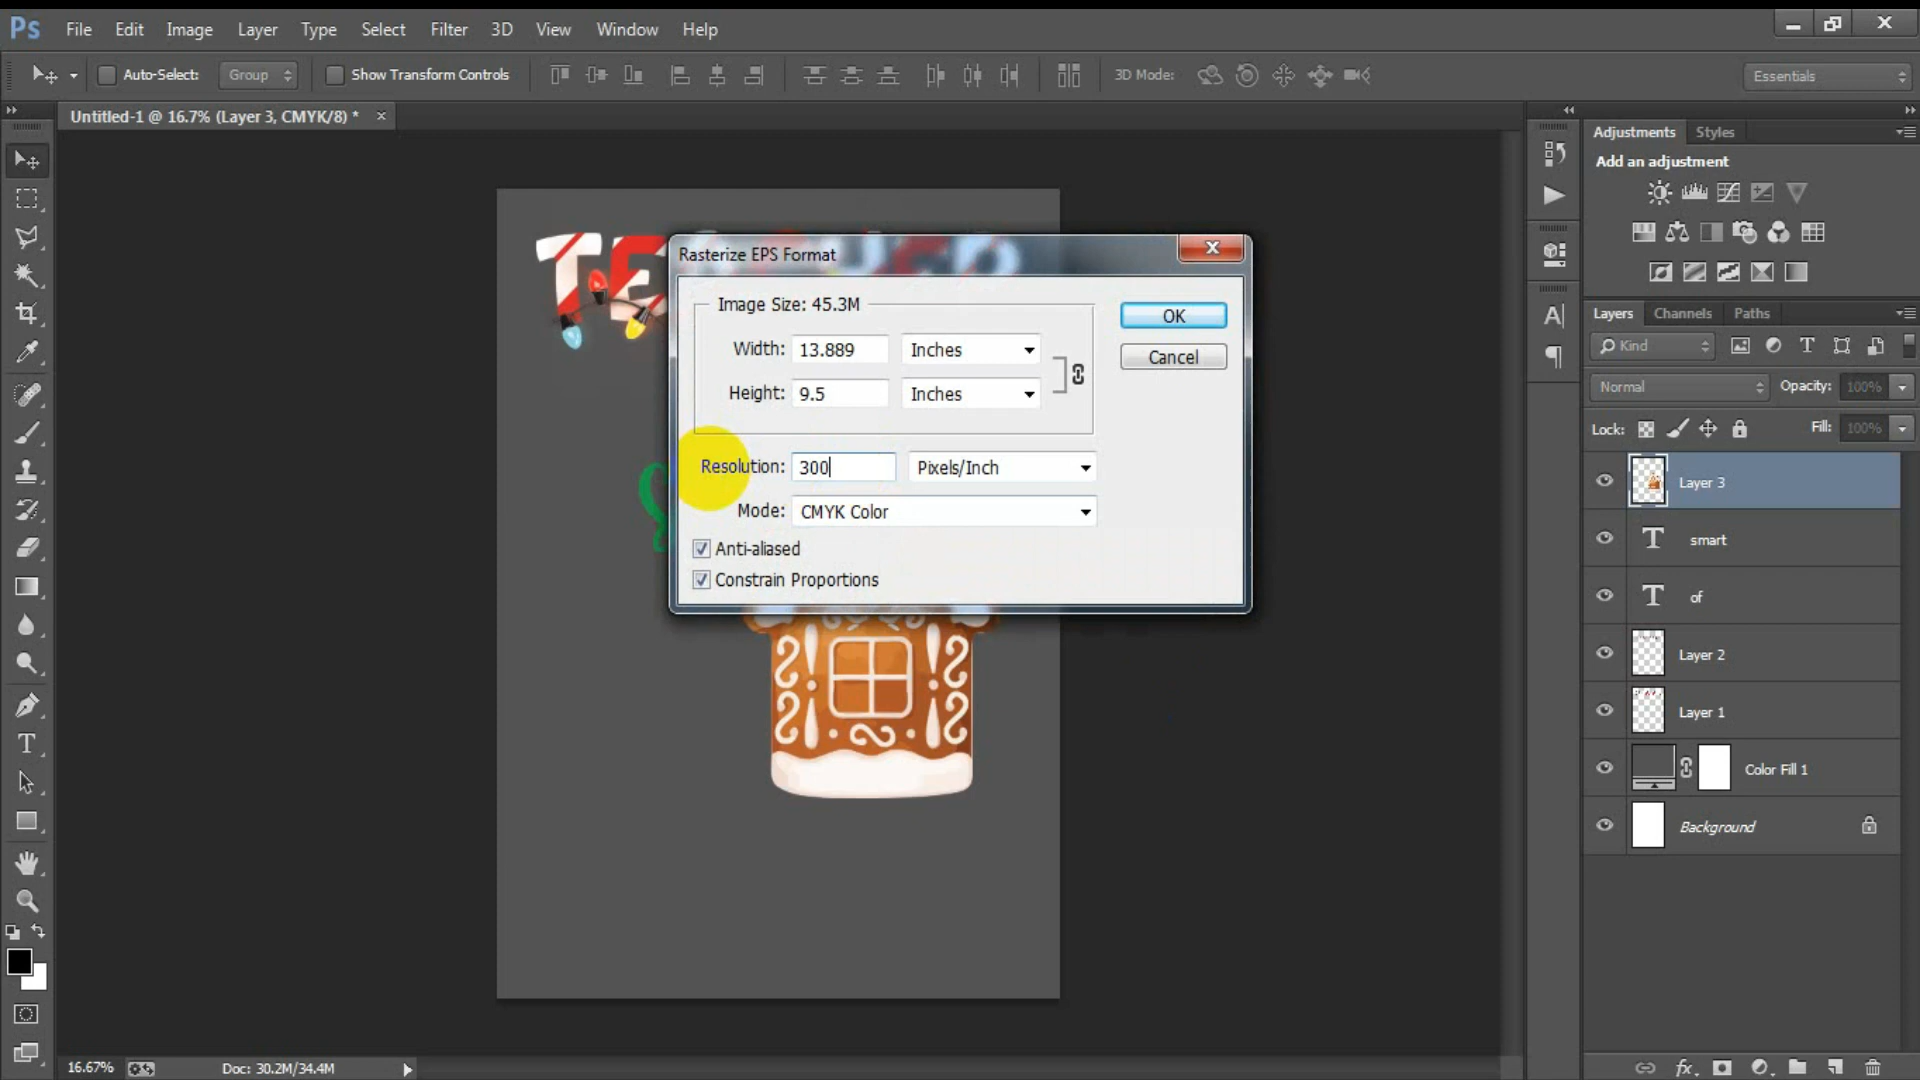 Ps File Edit Image Layer Type Select Filter 3D View Window Help
Auto-Select: Group Show Transform Controls 3D Mode: Essentials
Untitled-1 @ 16.7% (Layer 3, CMYK/8) *
Adjustments Styles
Add an adjustment
Layers Channels Paths
Kind
Normal Opacity: 100%
Lock: Fill: 100%
Layer 3
T smart
T of
Layer 2
Layer 1
Color Fill 1
Background
TE
Rasterize EPS Format
Image Size: 45.3M
Width: 13.889 Inches
Height: 9.5 Inches
Resolution: 300 Pixels/Inch
Mode: CMYK Color
Anti-aliased
Constrain Proportions
OK
Cancel
16.67% Doc: 30.2M/34.4M